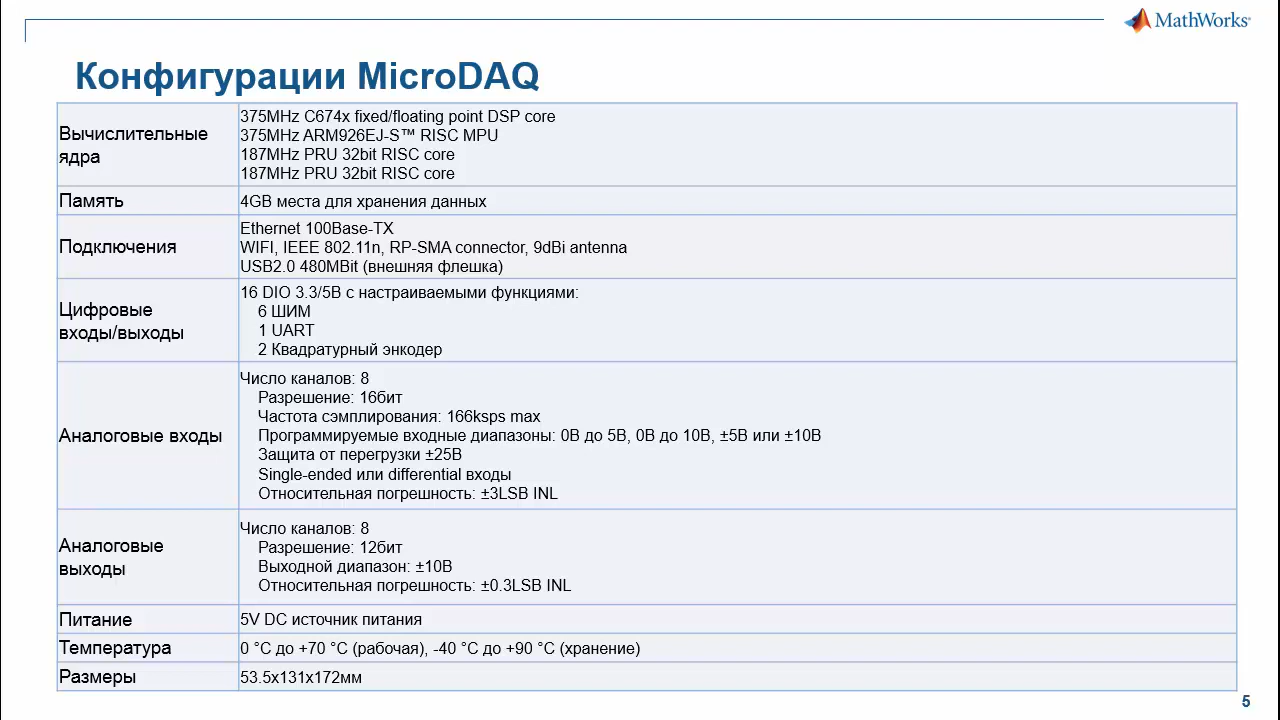 MathWorks®
Конфигурации MicroDAQ
Вычислительные
ядра
375MHz C674x fixed/floating point DSP core
375MHz ARM926EJ-S™ RISC MPU
187MHz PRU 32bit RISC core
187MHz PRU 32bit RISC core
Память
4GB места для хранения данных
Подключения
Ethernet 100Base-TX
WIFI, IEEE 802.11n, RP-SMA connector, 9dBi antenna
USB2.0 480MBit (внешняя флешка)
Цифровые
входы/выходы
16 DIO 3.3/5В с настраиваемыми функциями:
6 ШИМ
1 UART
2 Квадратурный энкодер
Аналоговые входы
Число каналов: 8
Разрешение: 16бит
Частота сэмплирования: 166ksps max
Программируемые входные диапазоны: 0В до 5В, 0В до 10В, ±5В или ±10В
Защита от перегрузки ±25В
Single-ended или differential входы
Относительная погрешность: ±3LSB INL
Аналоговые
выходы
Число каналов: 8
Разрешение: 12бит
Выходной диапазон: ±10В
Относительная погрешность: ±0.3LSB INL
Питание
5V DC источник питания
Температура
0 °C до +70 °C (рабочая), -40 °C до +90 °C (хранение)
Размеры
53.5x131x172мм
5